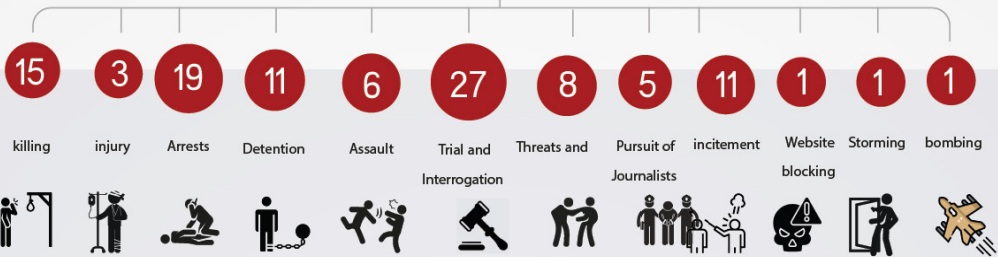 15
3
19
11
6
27
8
5
11
1
1
1
killing
injury
Arrests
Detention
Assault
Trial and
Interrogation
Threats and
Pursuit of
Journalists
incitement
Website
blocking
Storming
bombing